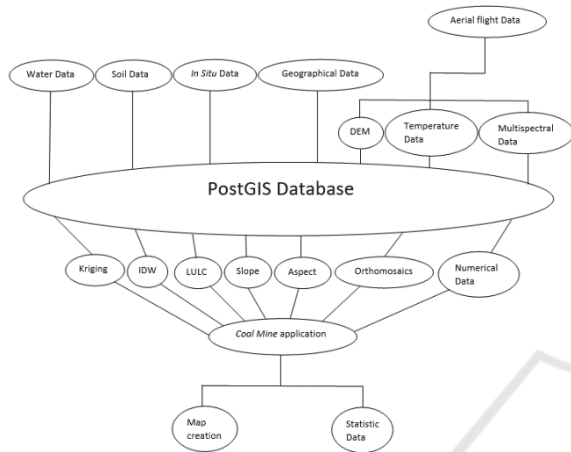 Aerial flight Data
Water Data
Soil Data
In Situ Data
Geographical Data
DEM
Temperature
Data
Multispectral
Data
PostGIS Database
Kriging
IDW
LULC
Slope
Aspect
Orthomosaics
Numerical
Data
Coal Mine application
Map
creation
Statistic
Data